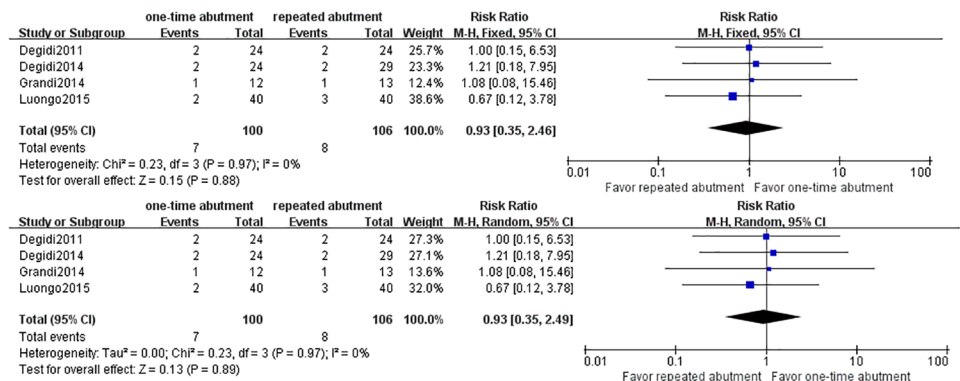 one-time abutment repeated abutment Risk Ratio Risk Ratio
Study or Subgroup Events Total Events Total Weight M-H, Fixed, 95% CI M-H, Fixed, 95% CI
Degidi2011 2 24 2 24 25.7% 1.00 [0.15, 6.53]
Degidi2014 2 24 2 29 23.3% 1.21 [0.18, 7.95]
Grandi2014 1 12 1 13 12.4% 1.08 [0.08, 15.46]
Luongo2015 2 40 3 40 38.6% 0.67 [0.12, 3.78]
Total (95% CI) 100 106 100.0% 0.93 [0.35, 2.46]
Total events 7 8
Heterogeneity: Chi² = 0.23, df = 3 (P = 0.97); I² = 0%
Test for overall effect: Z = 0.15 (P = 0.88)
0.01 0.1 1 10 100
Favor repeated abutment Favor one-time abutment
one-time abutment repeated abutment Risk Ratio Risk Ratio
Study or Subgroup Events Total Events Total Weight M-H, Random, 95% CI M-H, Random, 95% CI
Degidi2011 2 24 2 24 27.3% 1.00 [0.15, 6.53]
Degidi2014 2 24 2 29 27.1% 1.21 [0.18, 7.95]
Grandi2014 1 12 1 13 13.6% 1.08 [0.08, 15.46]
Luongo2015 2 40 3 40 32.0% 0.67 [0.12, 3.78]
Total (95% CI) 100 106 100.0% 0.93 [0.35, 2.49]
Total events 7 8
Heterogeneity: Tau² = 0.00; Chi² = 0.23, df = 3 (P = 0.97); I² = 0%
Test for overall effect: Z = 0.13 (P = 0.89)
0.01 0.1 1 10 100
Favor repeated abutment Favor one-time abutment